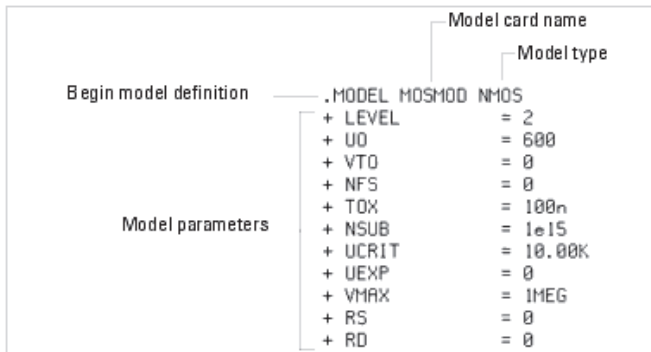 Model card name
Model type
Begin model definition
.MODEL MOSMOD NMOS
+ LEVEL = 2
+ UO = 600
+ VTO = 0
+ NFS = 0
+ TOX = 100n
Model parameters
+ NSUB = 1e15
+ UCRIT = 10.00K
+ UEXP = 0
+ VMAX = 1MEG
+ RS = 0
+ RD = 0